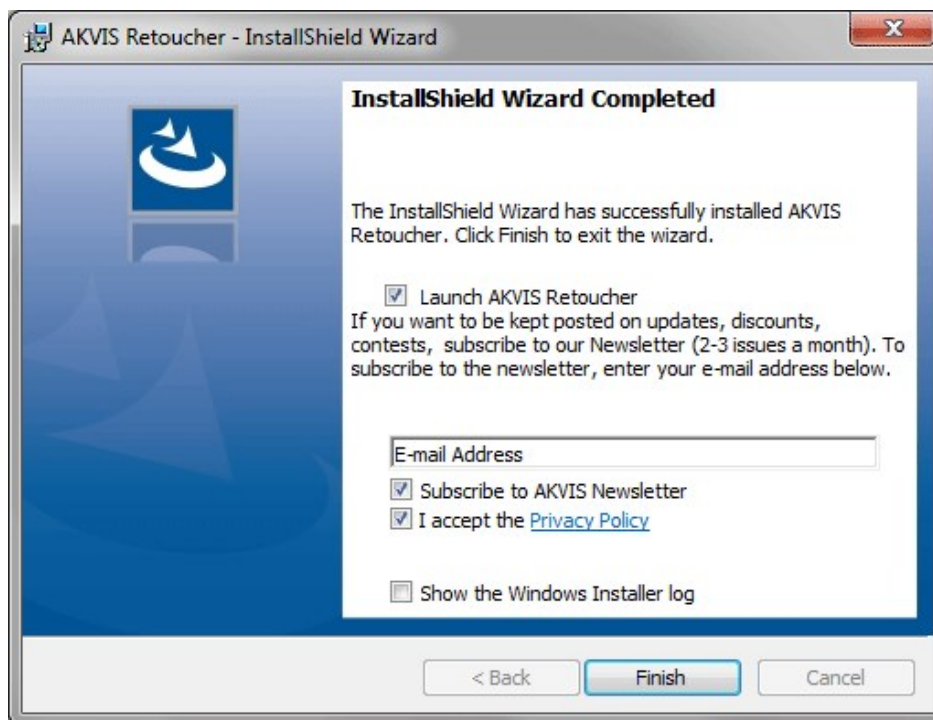 AKVIS Retoucher - InstallShield Wizard
InstallShield Wizard Completed
The InstallShield Wizard has successfully installed AKVIS
Retoucher. Click Finish to exit the wizard.
Launch AKVIS Retoucher
If you want to be kept posted on updates, discounts,
contests,  subscribe to our Newsletter (2-3 issues a month). To
subscribe to the newsletter, enter your e-mail address below.
E-mail Address
Subscribe to AKVIS Newsletter
I accept the Privacy Policy
Show the Windows Installer log
< Back
Finish
Cancel